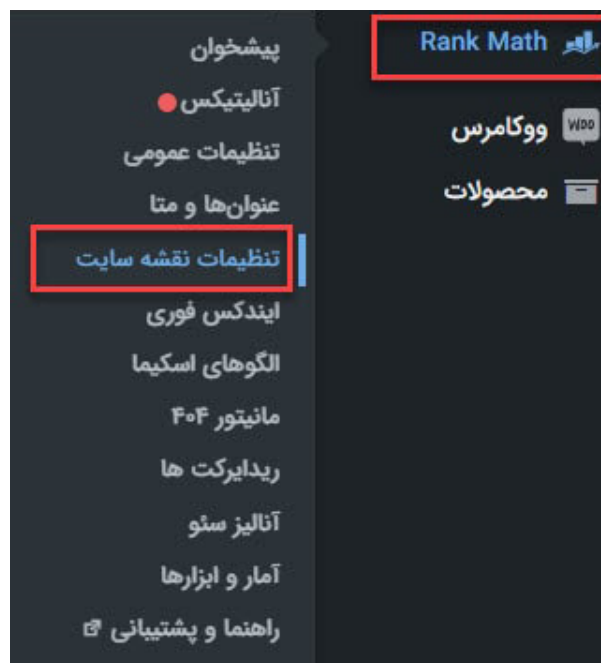 Rank Math
ووکامرس
محصولات
پیشخوان
آنالیتیکس
تنظیمات عمومی
عنوان‌ها و متا
تنظیمات نقشه سایت
ایندکس فوری
الگوهای اسکیما
مانیتور ۴۰۴
ریدایرکت ها
آنالیز سئو
آمار و ابزارها
راهنما و پشتیبانی